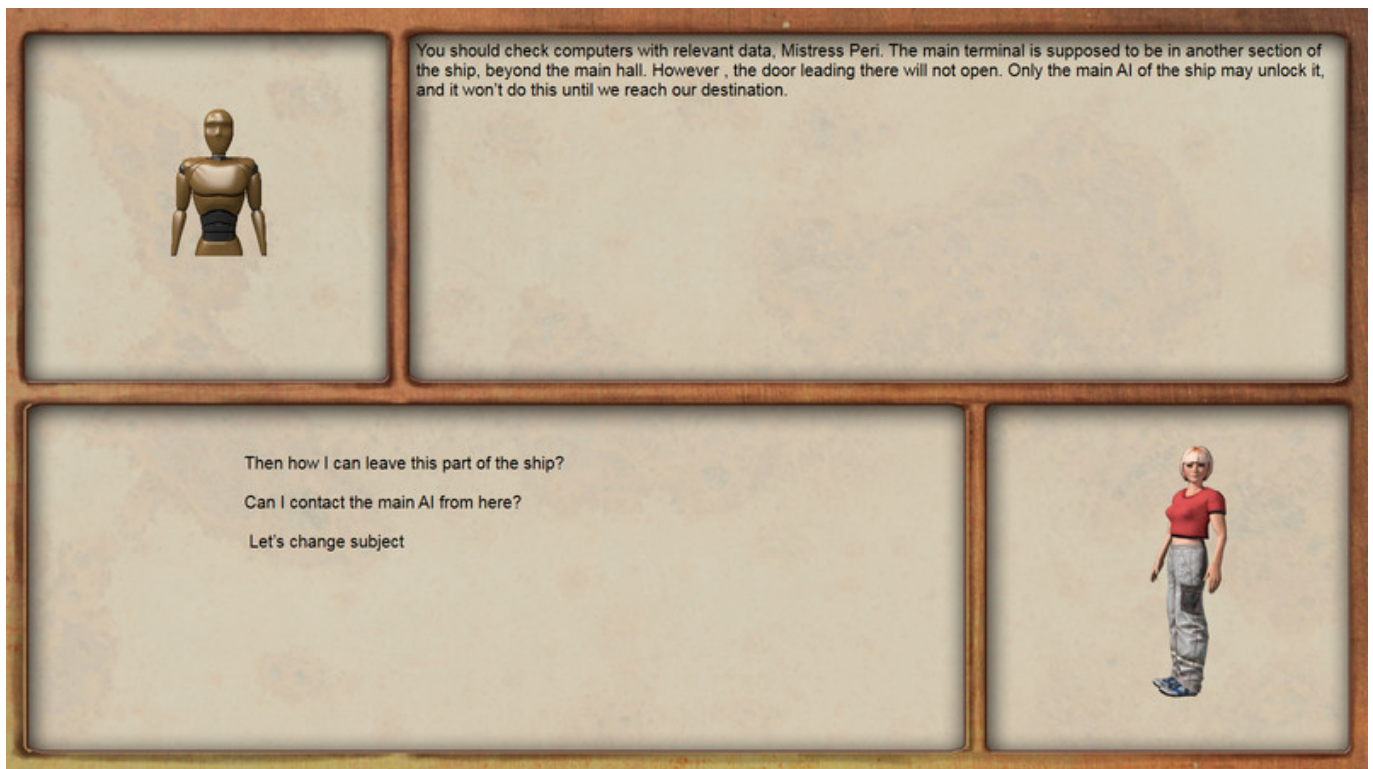 You should check computers with relevant data, Mistress Peri. The main terminal is supposed to be in another section of
the ship, beyond the main hall. However , the door leading there will not open. Only the main AI of the ship may unlock it,
and it won't do this until we reach our destination.
Then how I can leave this part of the ship?
Can I contact the main AI from here?
Let's change subject